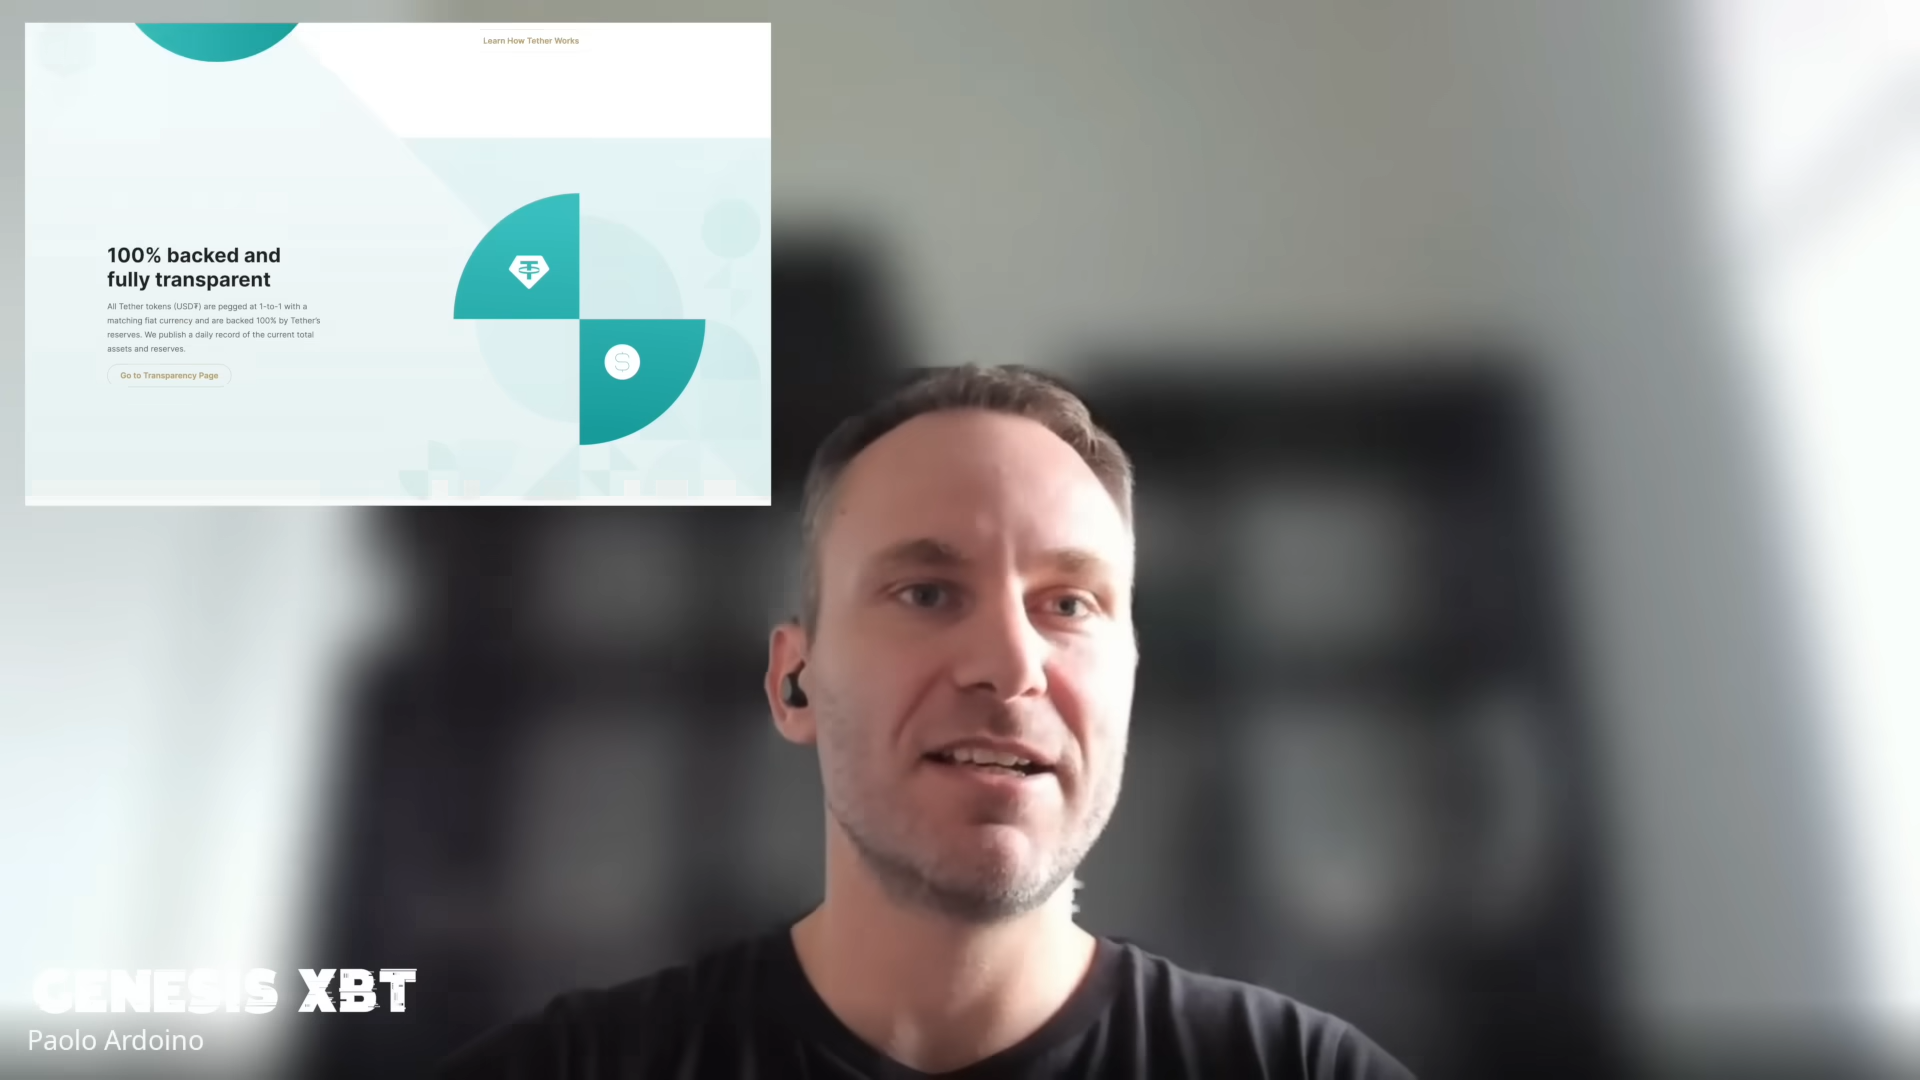 Learn How Tether Works
100% backed and
fully transparent
All Tether tokens (USD₮) are pegged at 1-to-1 with a
matching fiat currency and are backed 100% by Tether's
reserves. We publish a daily record of the current total
assets and reserves.
Go to Transparency Page
GENESIS XBT
Paolo Ardoino